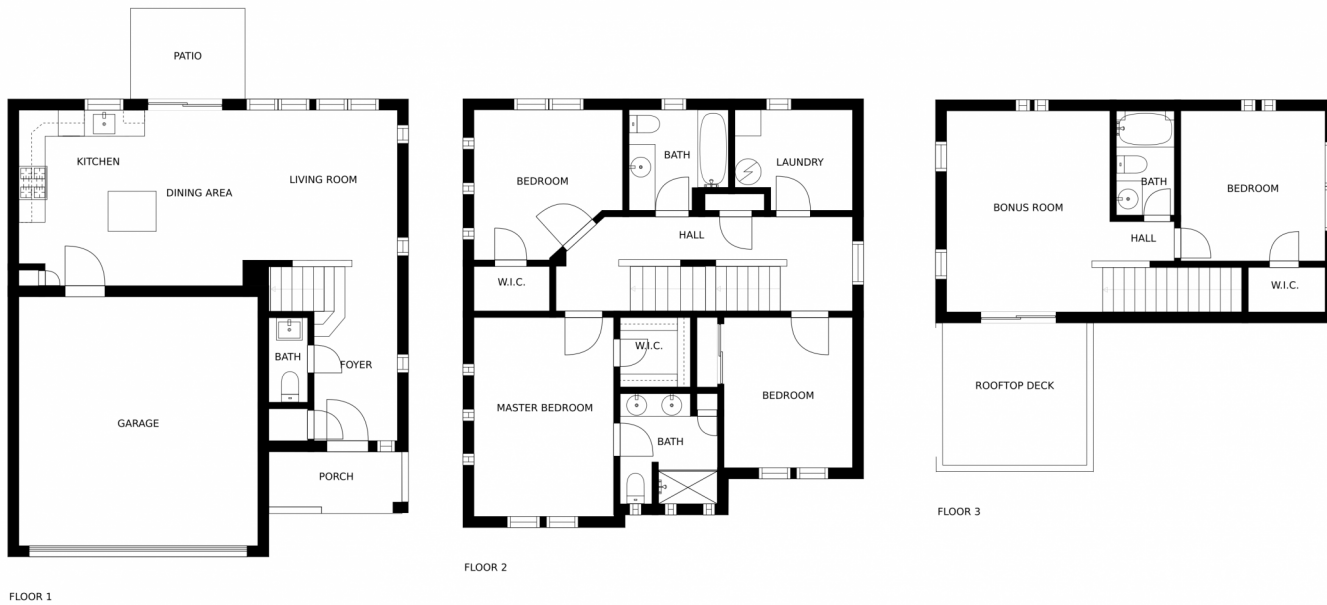 PATIO
KITCHEN
DINING AREA
LIVING ROOM
BATH
FOYER
GARAGE
PORCH
FLOOR 1
BEDROOM
BATH
LAUNDRY
HALL
W.I.C.
W.I.C.
MASTER BEDROOM
BEDROOM
BATH
FLOOR 2
BONUS ROOM
BATH
BEDROOM
HALL
W.I.C.
ROOFTOP DECK
FLOOR 3